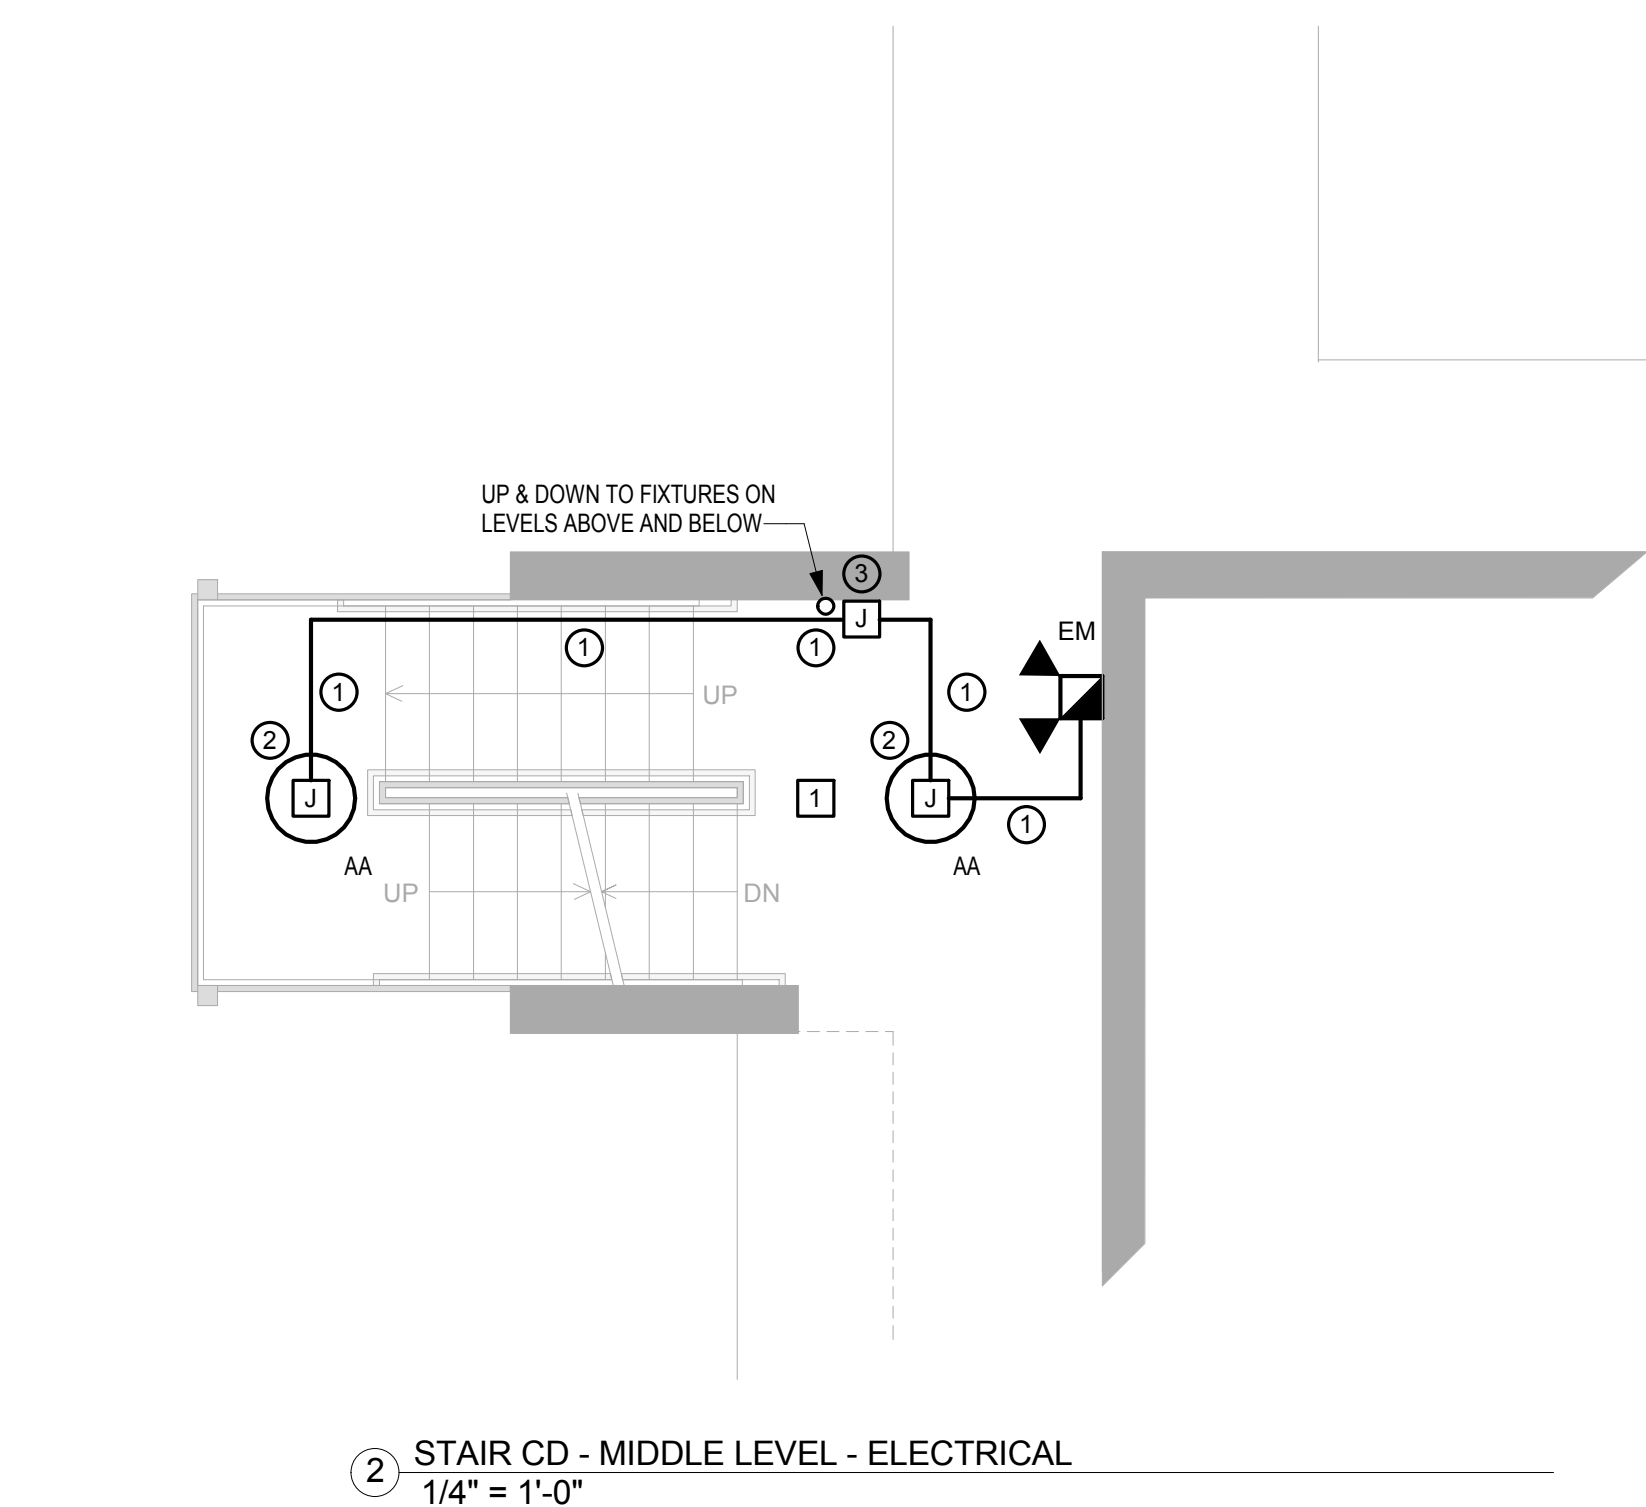 UP & DOWN TO FIXTURES ON
LEVELS ABOVE AND BELOW
3
J
EM
1
1
1
UP
1
2
2
J
1
J
1
AA
AA
UP
DN
2
STAIR CD - MIDDLE LEVEL - ELECTRICAL
1/4" = 1'-0"